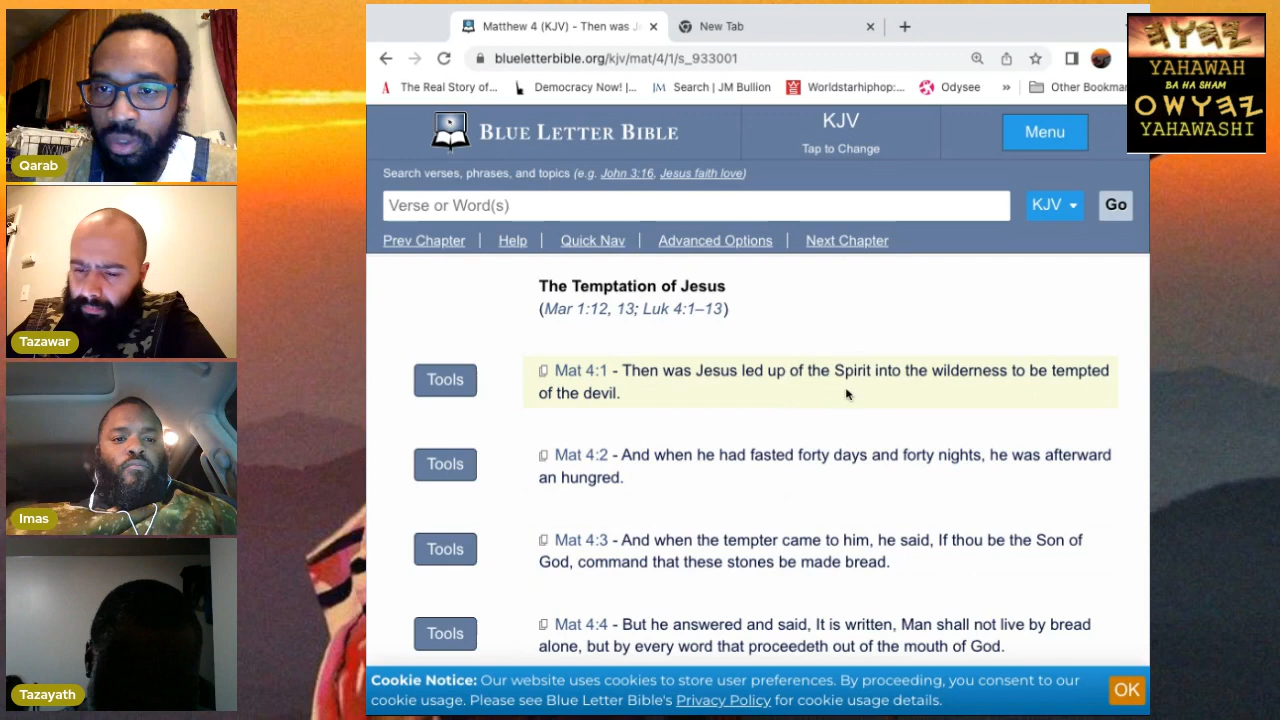 Qarab
Tazawar
Imas
Tazayath
Matthew 4 (KJV) - Then was J
New Tab
blueletterbible.org/kjv/mat/4/1/s_933001
The Real Story of... Democracy Now! |... JM Search | JM Bullion Worldstarhiphop:... Odysee » Other Bookmar
BLUE LETTER BIBLE
KJV
Tap to Change
Menu
Search verses, phrases, and topics (e.g. John 3:16, Jesus faith love)
Verse or Word(s)
KJV
Go
Prev Chapter | Help | Quick Nav | Advanced Options | Next Chapter
The Temptation of Jesus
(Mar 1:12, 13; Luk 4:1–13)
Tools
Mat 4:1 - Then was Jesus led up of the Spirit into the wilderness to be tempted
of the devil.
Tools
Mat 4:2 - And when he had fasted forty days and forty nights, he was afterward
an hungred.
Tools
Mat 4:3 - And when the tempter came to him, he said, If thou be the Son of
God, command that these stones be made bread.
Tools
Mat 4:4 - But he answered and said, It is written, Man shall not live by bread
alone, but by every word that proceedeth out of the mouth of God.
Cookie Notice: Our website uses cookies to store user preferences. By proceeding, you consent to our
cookie usage. Please see Blue Letter Bible's Privacy Policy for cookie usage details.
OK
YAHAWAH
BA HA SHAM
YAHAWASHI